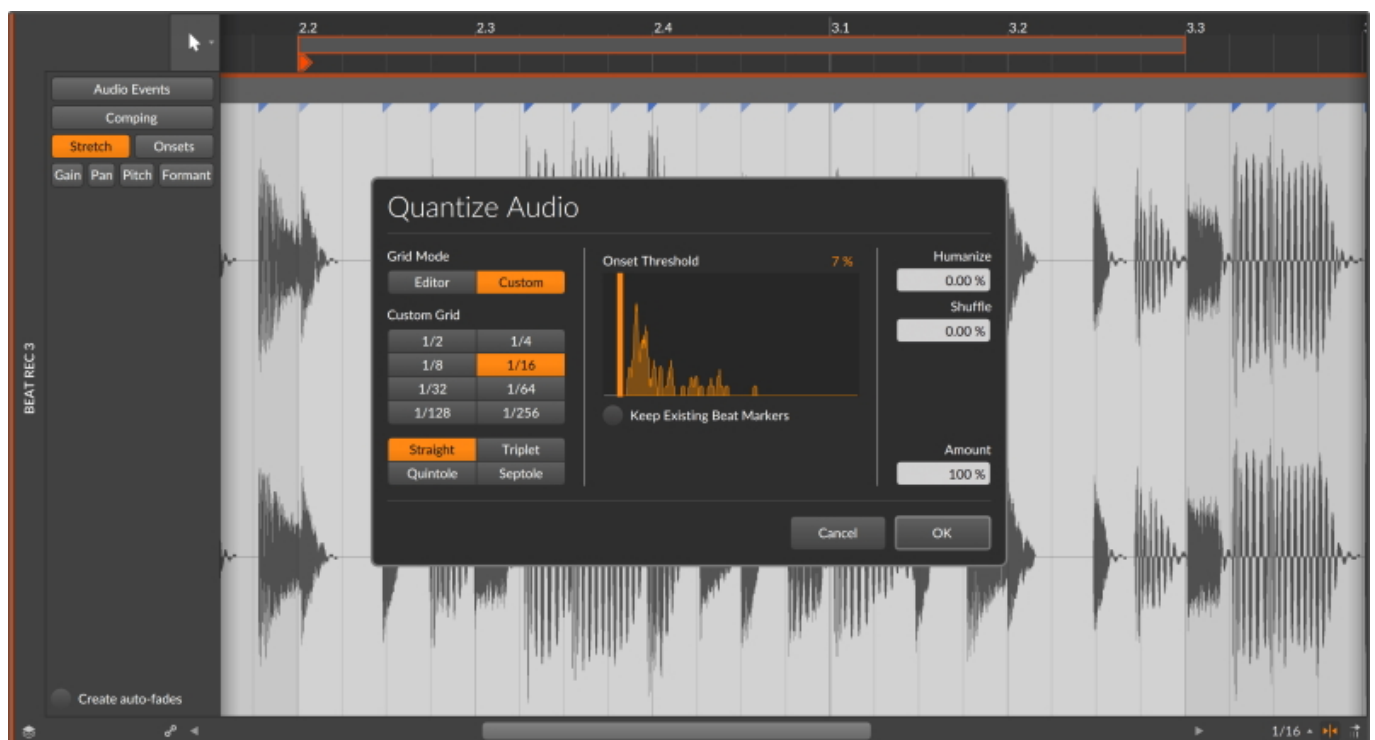 2.2 2.3 2.4 3.1 3.2 3.3
Audio Events
Comping
Stretch Onsets
Gain Pan Pitch Formant
BEAT REC 3
Quantize Audio
Grid Mode
Editor Custom
Custom Grid
1/2 1/4
1/8 1/16
1/32 1/64
1/128 1/256
Straight Triplet
Quintole Septole
Onset Threshold 7 %
Keep Existing Beat Markers
Humanize
0.00 %
Shuffle
0.00 %
Amount
100 %
Cancel OK
Create auto-fades
1/16